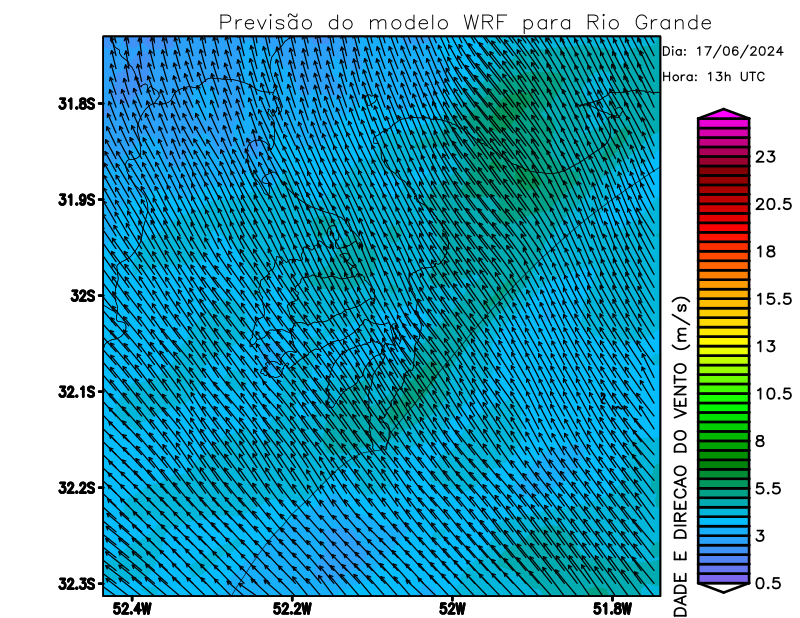 Previsão do modelo WRF para Rio Grande
Dia: 17/06/2024
Hora: 13h UTC
31.8S
31.9S
32S
32.1S
32.2S
32.3S
52.4W
52.2W
52W
51.8W
DADE E DIRECAO DO VENTO (m/s)
23
20.5
18
15.5
13
10.5
8
5.5
3
0.5